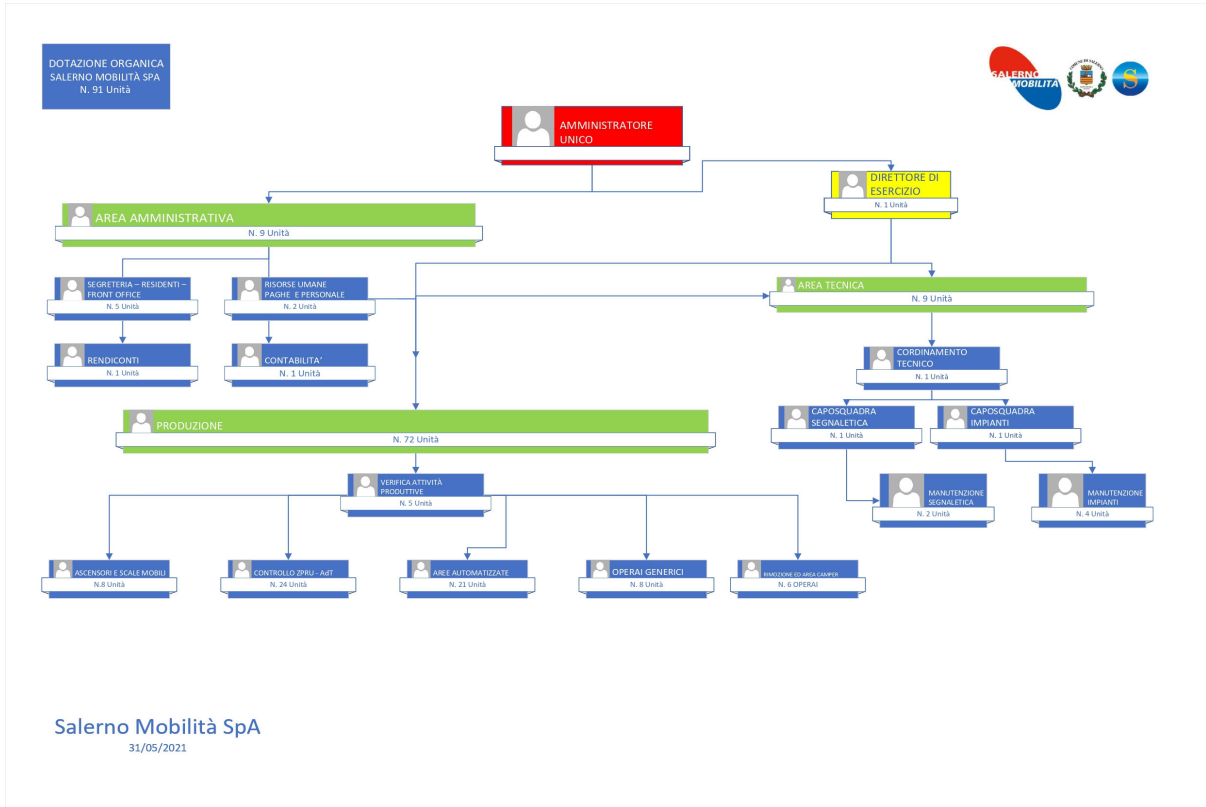 DOTAZIONE ORGANICA
SALERNO MOBILITÀ SPA
N. 91 Unità
SALERNO
MOBILITÀ
COMUNE DI SALERNO
S
AMMINISTRATORE
UNICO
DIRETTORE DI
ESERCIZIO
N. 1 Unità
AREA AMMINISTRATIVA
N. 9 Unità
SEGRETERIA – RESIDENTI –
FRONT OFFICE
N. 5 Unità
RISORSE UMANE
PAGHE E PERSONALE
N. 2 Unità
AREA TECNICA
N. 9 Unità
RENDICONTI
N. 1 Unità
CONTABILITA’
N. 1 Unità
CORDINAMENTO
TECNICO
N. 1 Unità
PRODUZIONE
N. 72 Unità
CAPOSQUADRA
SEGNALETICA
N. 1 Unità
CAPOSQUADRA
IMPIANTI
N. 1 Unità
VERIFICA ATTIVITÀ
PRODUTTIVE
N. 5 Unità
MANUTENZIONE
SEGNALETICA
N. 2 Unità
MANUTENZIONE
IMPIANTI
N. 4 Unità
ASCENSORI E SCALE MOBILI
N.8 Unità
CONTROLLO ZPRU - AdT
N. 24 Unità
AREE AUTOMATIZZATE
N. 21 Unità
OPERAI GENERICI
N. 8 Unità
RIMOZIONE ED AREA CAMPER
N. 6 OPERAI
Salerno Mobilità SpA
31/05/2021